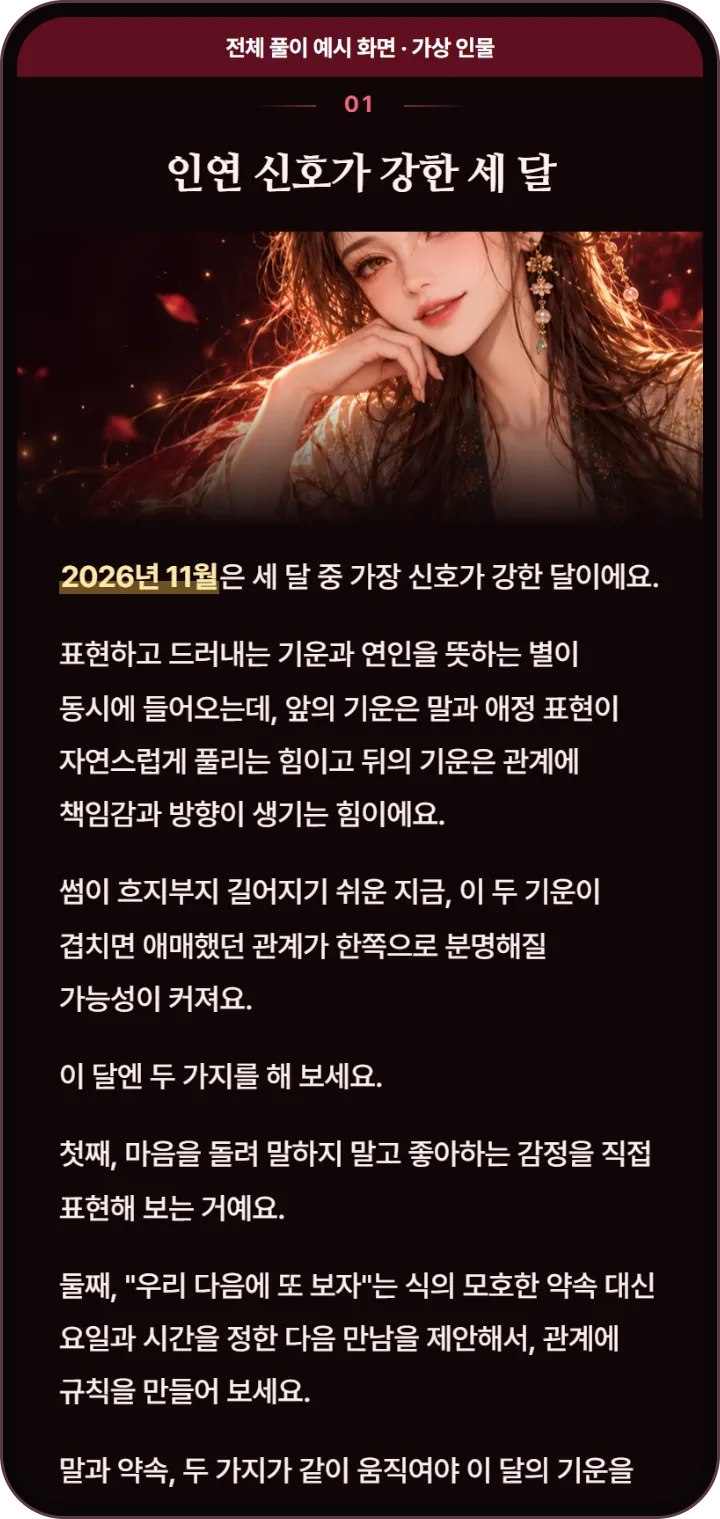 전체 풀이 예시 화면 · 가상 인물
01
인연 신호가 강한 세 달
2026년 11월은 세 달 중 가장 신호가 강한 달이에요.
표현하고 드러내는 기운과 연인을 뜻하는 별이
동시에 들어오는데, 앞의 기운은 말과 애정 표현이
자연스럽게 풀리는 힘이고 뒤의 기운은 관계에
책임감과 방향이 생기는 힘이에요.
썸이 흐지부지 길어지기 쉬운 지금, 이 두 기운이
겹치면 애매했던 관계가 한쪽으로 분명해질
가능성이 커져요.
이 달엔 두 가지를 해 보세요.
첫째, 마음을 돌려 말하지 말고 좋아하는 감정을 직접
표현해 보는 거예요.
둘째, "우리 다음에 또 보자"는 식의 모호한 약속 대신
요일과 시간을 정한 다음 만남을 제안해서, 관계에
규칙을 만들어 보세요.
말과 약속, 두 가지가 같이 움직여야 이 달의 기운을